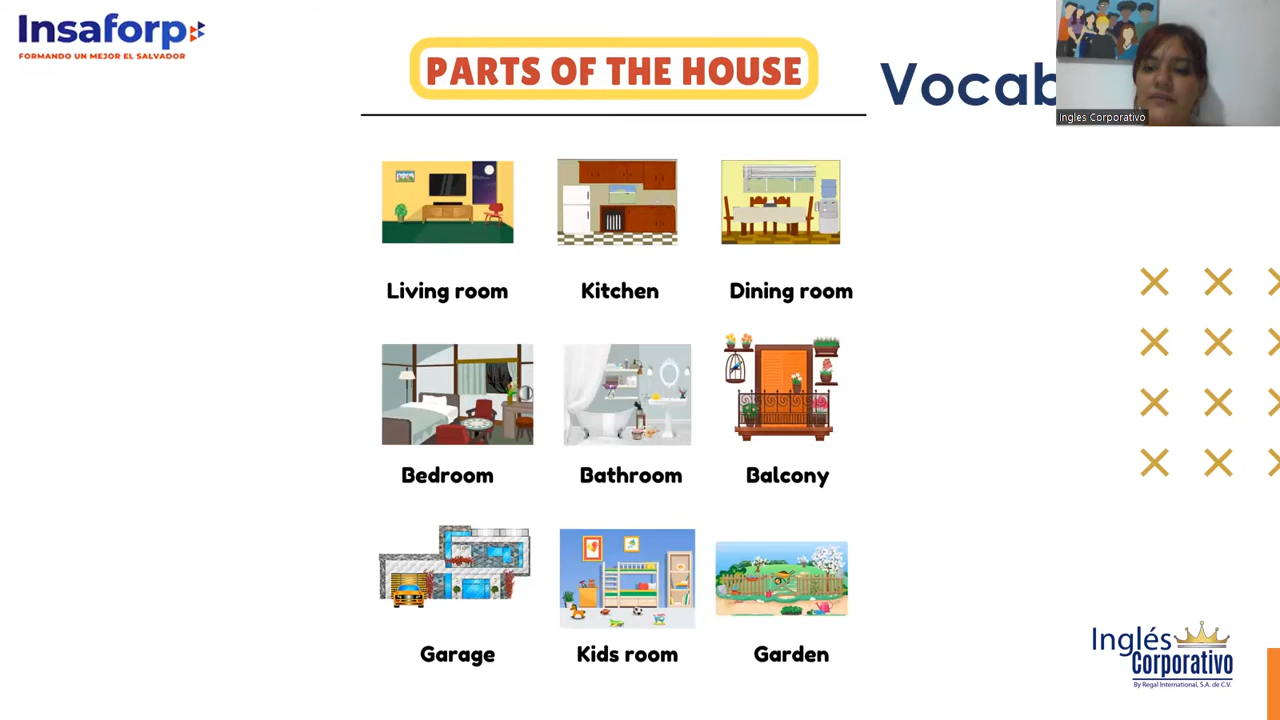 Insaforp
FORMANDO UN MEJOR EL SALVADOR
PARTS OF THE HOUSE
Vocab
Ingles Corporativo
Living room
Kitchen
Dining room
Bedroom
Bathroom
Balcony
Garage
Kids room
Garden
Inglés
Corporativo
By Regal International, S.A. de C.V.